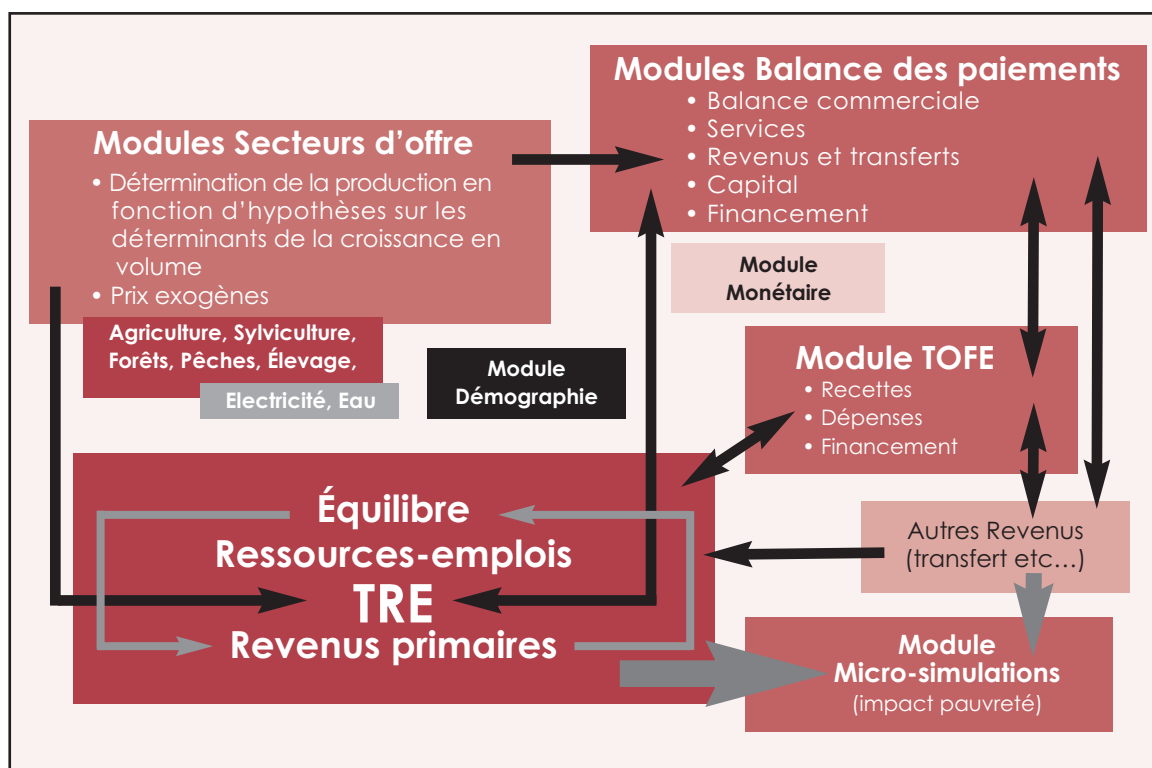 Modules Balance des paiements
• Balance commerciale
• Services
• Revenus et transferts
• Capital
• Financement
Modules Secteurs d’offre
• Détermination de la production en
fonction d’hypothèses sur les
déterminants de la croissance en
volume
• Prix exogènes
Agriculture, Sylviculture,
Forêts, Pêches, Élevage,
Electricité, Eau
Module
Monétaire
Module
Démographie
Module TOFE
• Recettes
• Dépenses
• Financement
Équilibre
Ressources-emplois
TRE
Revenus primaires
Autres Revenus
(transfert etc...)
Module
Micro-simulations
(impact pauvreté)